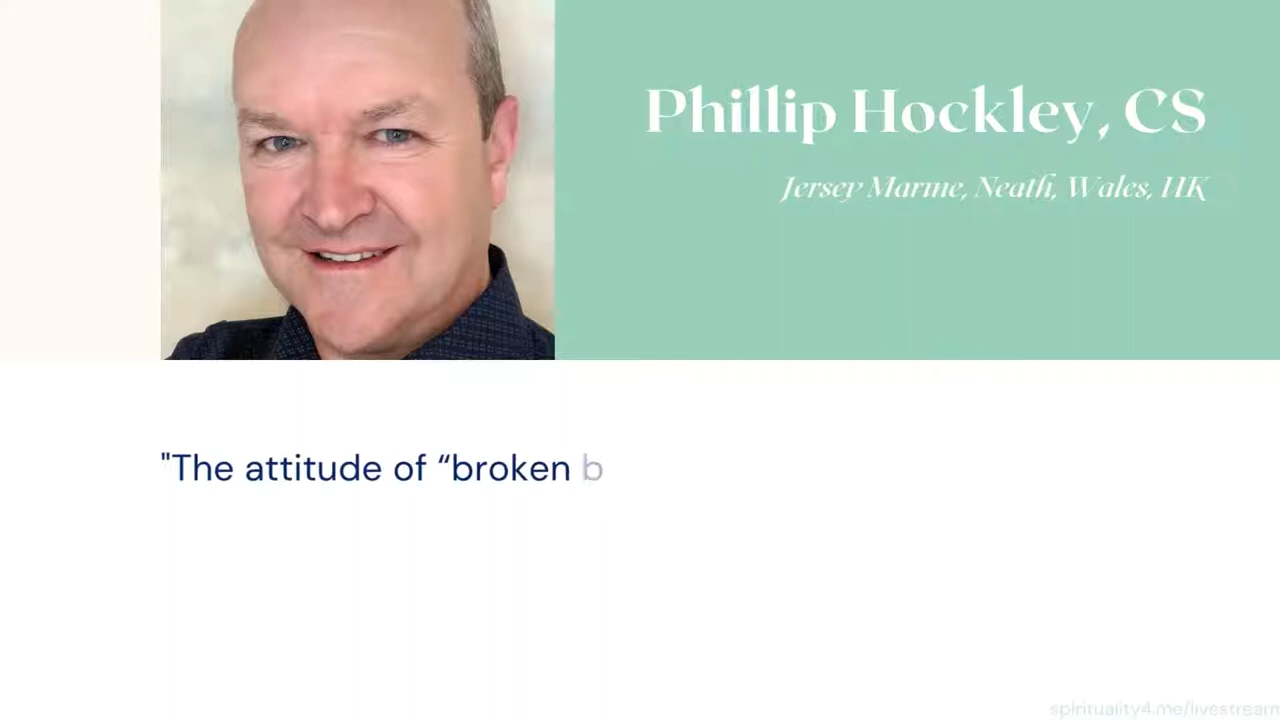 Phillip Hockley, CS
Jersey Marine, Neath, Wales, UK
"The attitude of “broken b
spirituality4.me/livestream